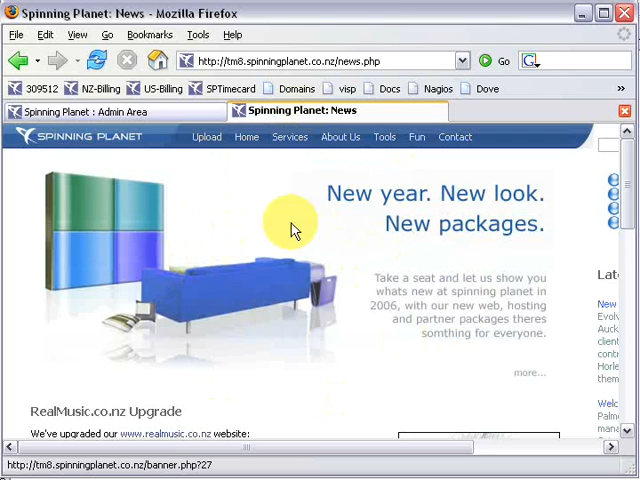 Spinning Planet: News - Mozilla Firefox
File Edit View Go Bookmarks Tools Help
http://tm8.spinningplanet.co.nz/news.php Go G
309512 NZ-Billing US-Billing SPTimecard Domains visp Docs Nagios Dove »
Spinning Planet : Admin Area Spinning Planet: News
SPINNING PLANET Upload Home Services About Us Tools Fun Contact
New year. New look.
New packages.
Take a seat and let us show you
whats new at spinning planet in
2006, with our new web, hosting
and partner packages theres
somthing for everyone.
more...
Lat
New
Evolv
Auck
client
contr
Horle
them
Welc
Palme
mana
RealMusic.co.nz Upgrade
We've upgraded our www.realmusic.co.nz website:
http://tm8.spinningplanet.co.nz/banner.php?27